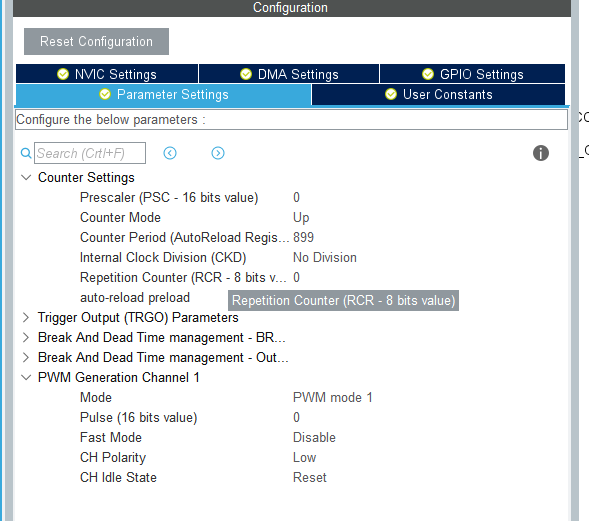 Configuration
Reset Configuration
NVIC Settings DMA Settings GPIO Settings
Parameter Settings User Constants
Configure the below parameters :
Search (Crtl+F)
Counter Settings
Prescaler (PSC - 16 bits value) 0
Counter Mode Up
Counter Period (AutoReload Regis... 899
Internal Clock Division (CKD) No Division
Repetition Counter (RCR - 8 bits v... 0
auto-reload preload
Repetition Counter (RCR - 8 bits value)
Trigger Output (TRGO) Parameters
Break And Dead Time management - BR...
Break And Dead Time management - Out...
PWM Generation Channel 1
Mode PWM mode 1
Pulse (16 bits value) 0
Fast Mode Disable
CH Polarity Low
CH Idle State Reset